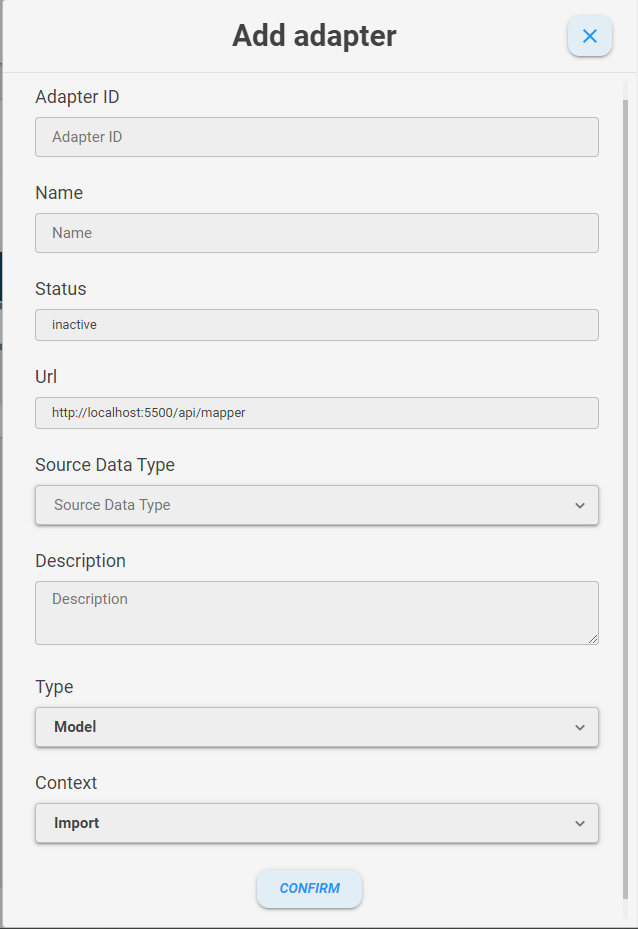 Add adapter
Adapter ID
Adapter ID
Name
Name
Status
inactive
Url
http://localhost:5500/api/mapper
Source Data Type
Source Data Type
Description
Description
Type
Model
Context
Import
CONFIRM